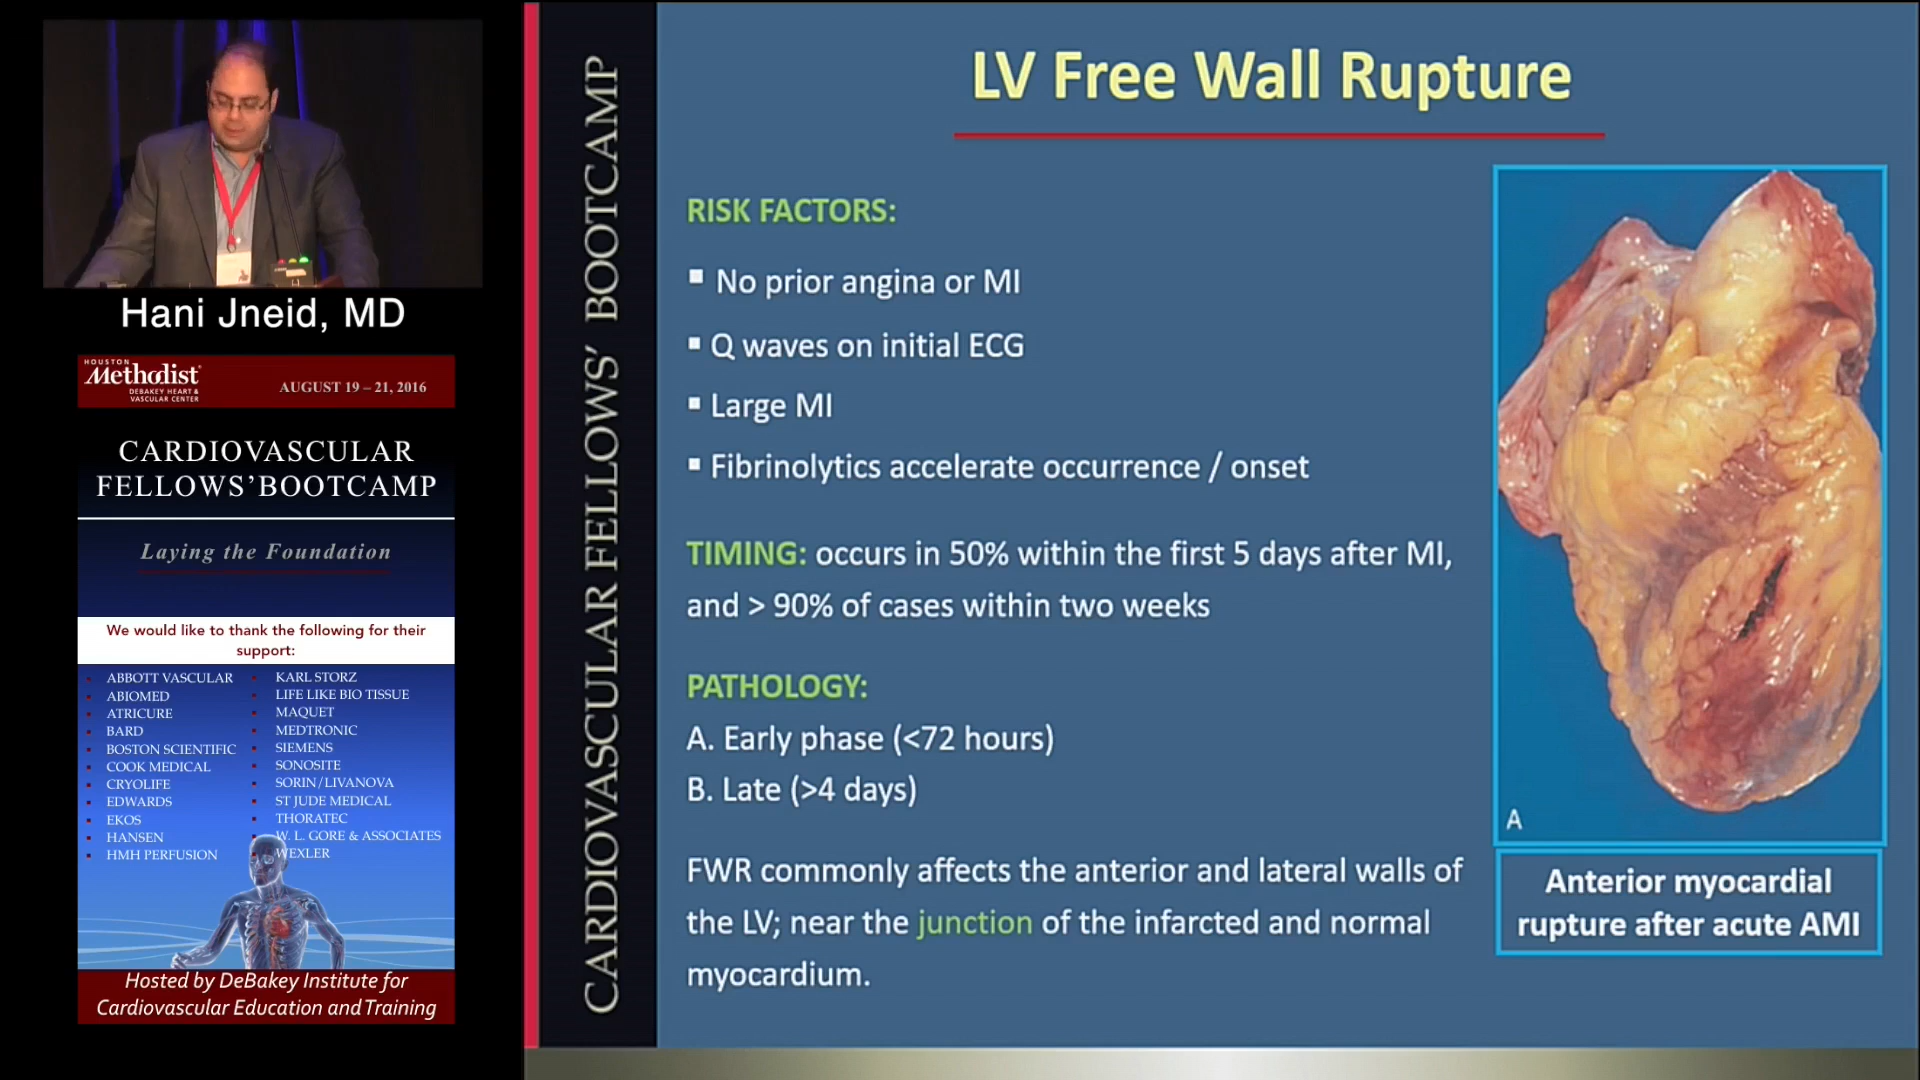 Hani Jneid, MD
HOUSTON
Methodist
DEBAKEY HEART &
VASCULAR CENTER
AUGUST 19 – 21, 2016
CARDIOVASCULAR
FELLOWS' BOOTCAMP
Laying the Foundation
We would like to thank the following for their
support:
ABBOTT VASCULAR
ABIOMED
ATRICURE
BARD
BOSTON SCIENTIFIC
COOK MEDICAL
CRYOLIFE
EDWARDS
EKOS
HANSEN
HMH PERFUSION
KARL STORZ
LIFE LIKE BIO TISSUE
MAQUET
MEDTRONIC
SIEMENS
SONOSITE
SORIN/LIVANOVA
ST JUDE MEDICAL
THORATEC
W. L. GORE & ASSOCIATES
WEXLER
Hosted by DeBakey Institute for
Cardiovascular Education and Training
CARDIOVASCULAR FELLOWS' BOOTCAMP
LV Free Wall Rupture
RISK FACTORS:
▪ No prior angina or MI
▪ Q waves on initial ECG
▪ Large MI
▪ Fibrinolytics accelerate occurrence / onset
TIMING: occurs in 50% within the first 5 days after MI,
and > 90% of cases within two weeks
PATHOLOGY:
A. Early phase (<72 hours)
B. Late (>4 days)
FWR commonly affects the anterior and lateral walls of
the LV; near the junction of the infarcted and normal
myocardium.
A
Anterior myocardial
rupture after acute AMI